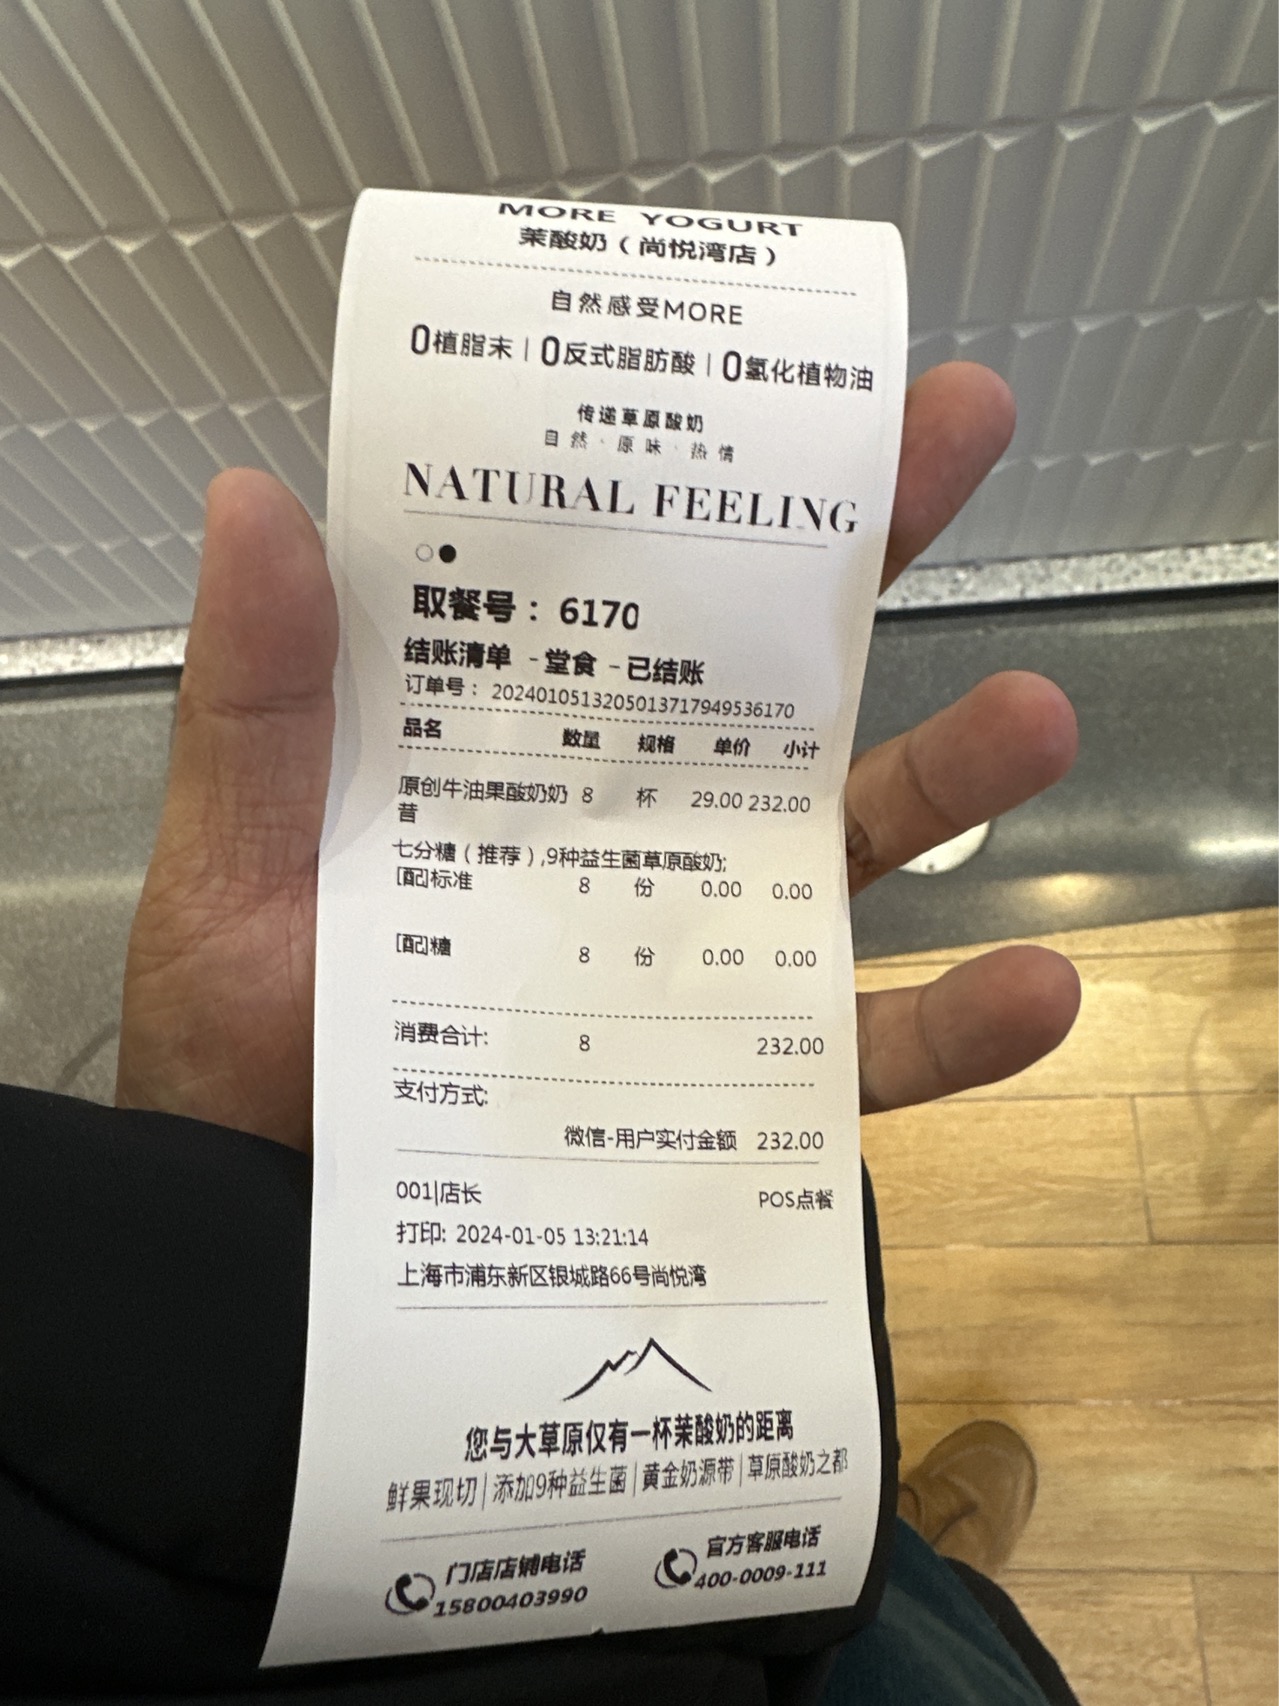 MORE YOGURT
茉酸奶（尚悦湾店）
自然感受MORE
0植脂末｜0反式脂肪酸｜0氢化植物油
传递草原酸奶
自然·原味·热情
NATURAL FEELING
取餐号：6170
结账清单 -堂食 -已结账
订单号：20240105132050137179495361​70
品名 数量 规格 单价 小计
原创牛油果酸奶奶 8 杯 29.00 232.00
昔
七分糖（推荐）,9种益生菌草原酸奶;
[配]标准 8 份 0.00 0.00
[配]糖 8 份 0.00 0.00
消费合计: 8 232.00
支付方式:
微信-用户实付金额 232.00
001|店长 POS点餐
打印: 2024-01-05 13:21:14
上海市浦东新区银城路66号尚悦湾
您与大草原仅有一杯茉酸奶的距离
鲜果现切|添加9种益生菌|黄金奶源带|草原酸奶之都
门店店铺电话
15800403990
官方客服电话
400-0009-111